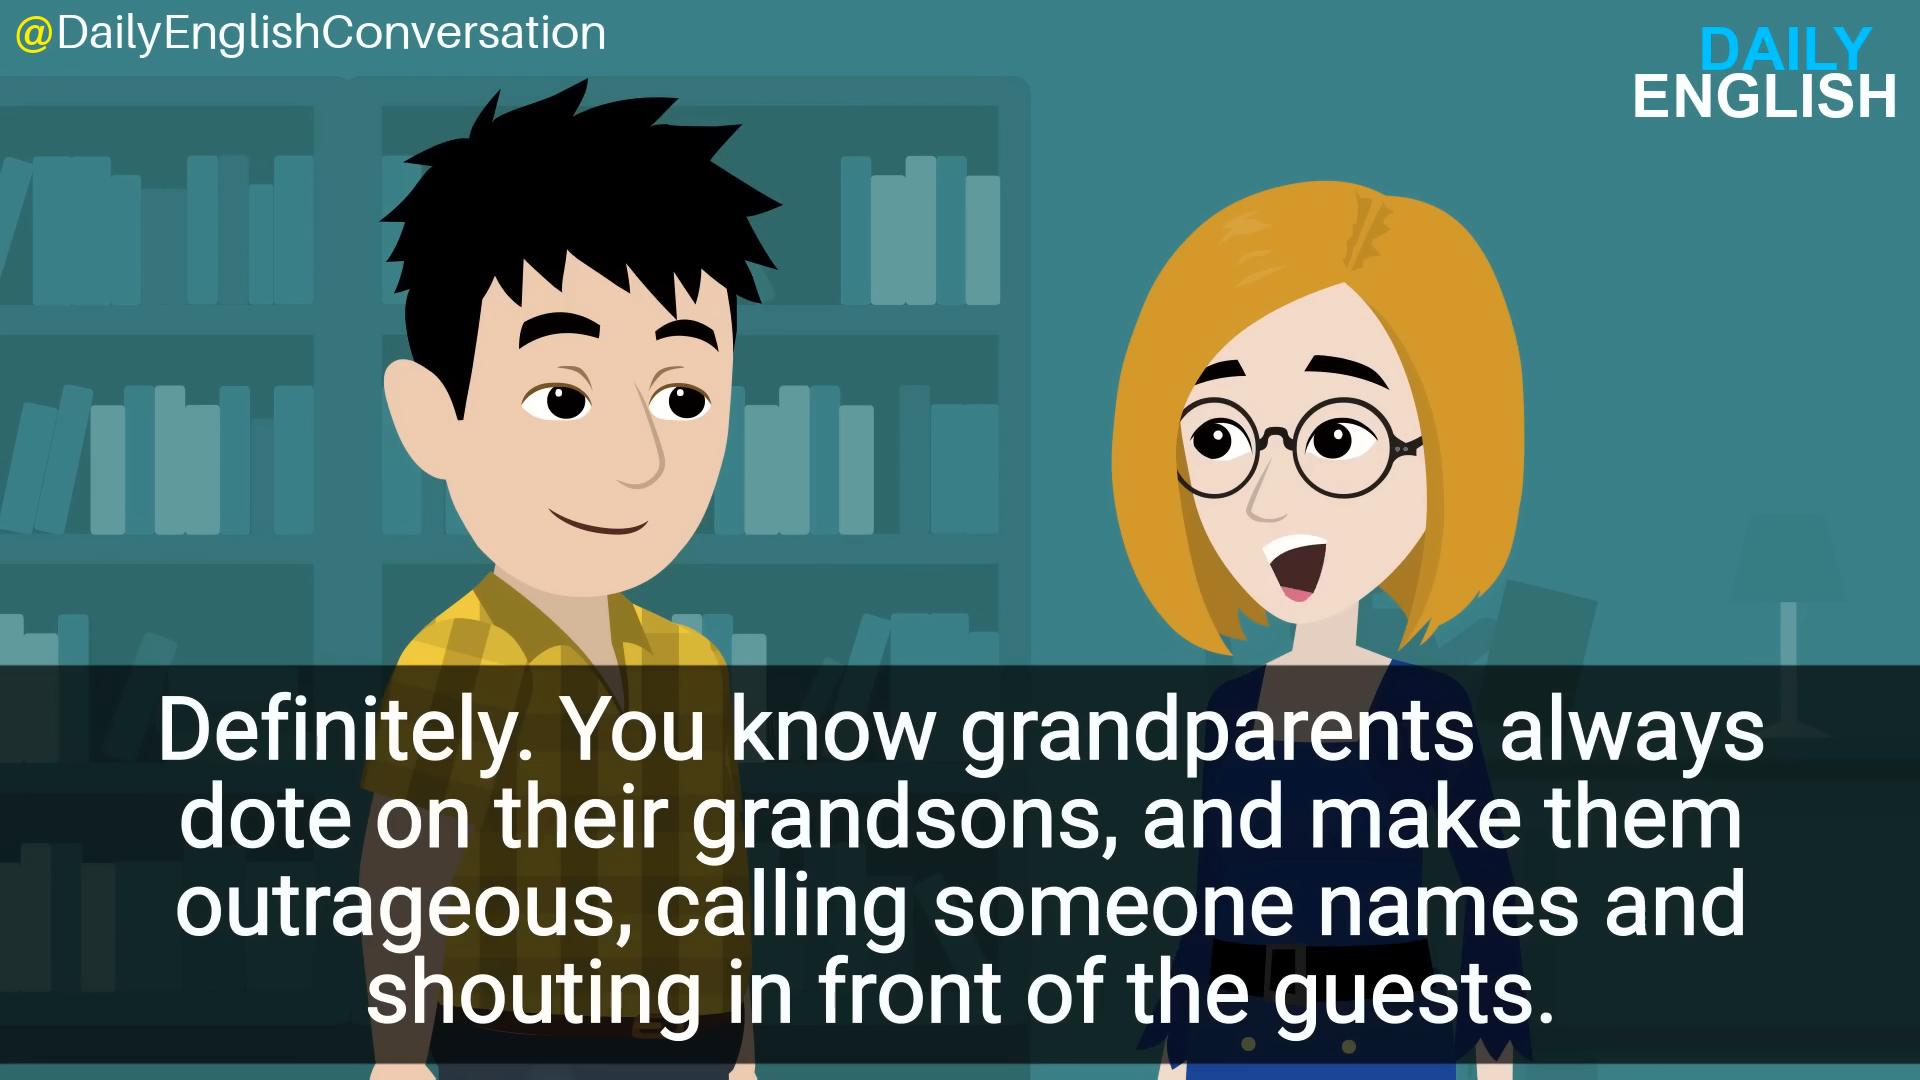 @DailyEnglishConversation
DAILY
ENGLISH
Definitely. You know grandparents always
dote on their grandsons, and make them
outrageous, calling someone names and
shouting in front of the guests.